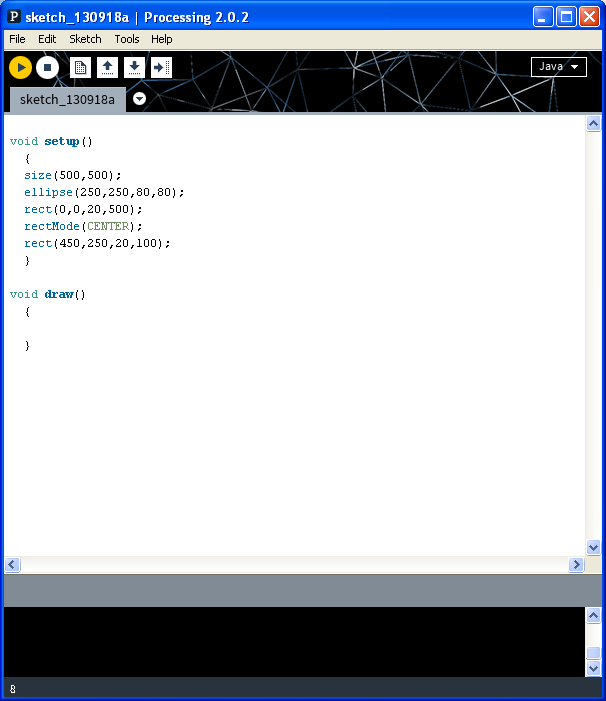 sketch_130918a | Processing 2.0.2
File Edit Sketch Tools Help
Java
sketch_130918a
void setup()
{
size(500,500);
ellipse(250,250,80,80);
rect(0,0,20,500);
rectMode(CENTER);
rect(450,250,20,100);
}
void draw()
{
}
8